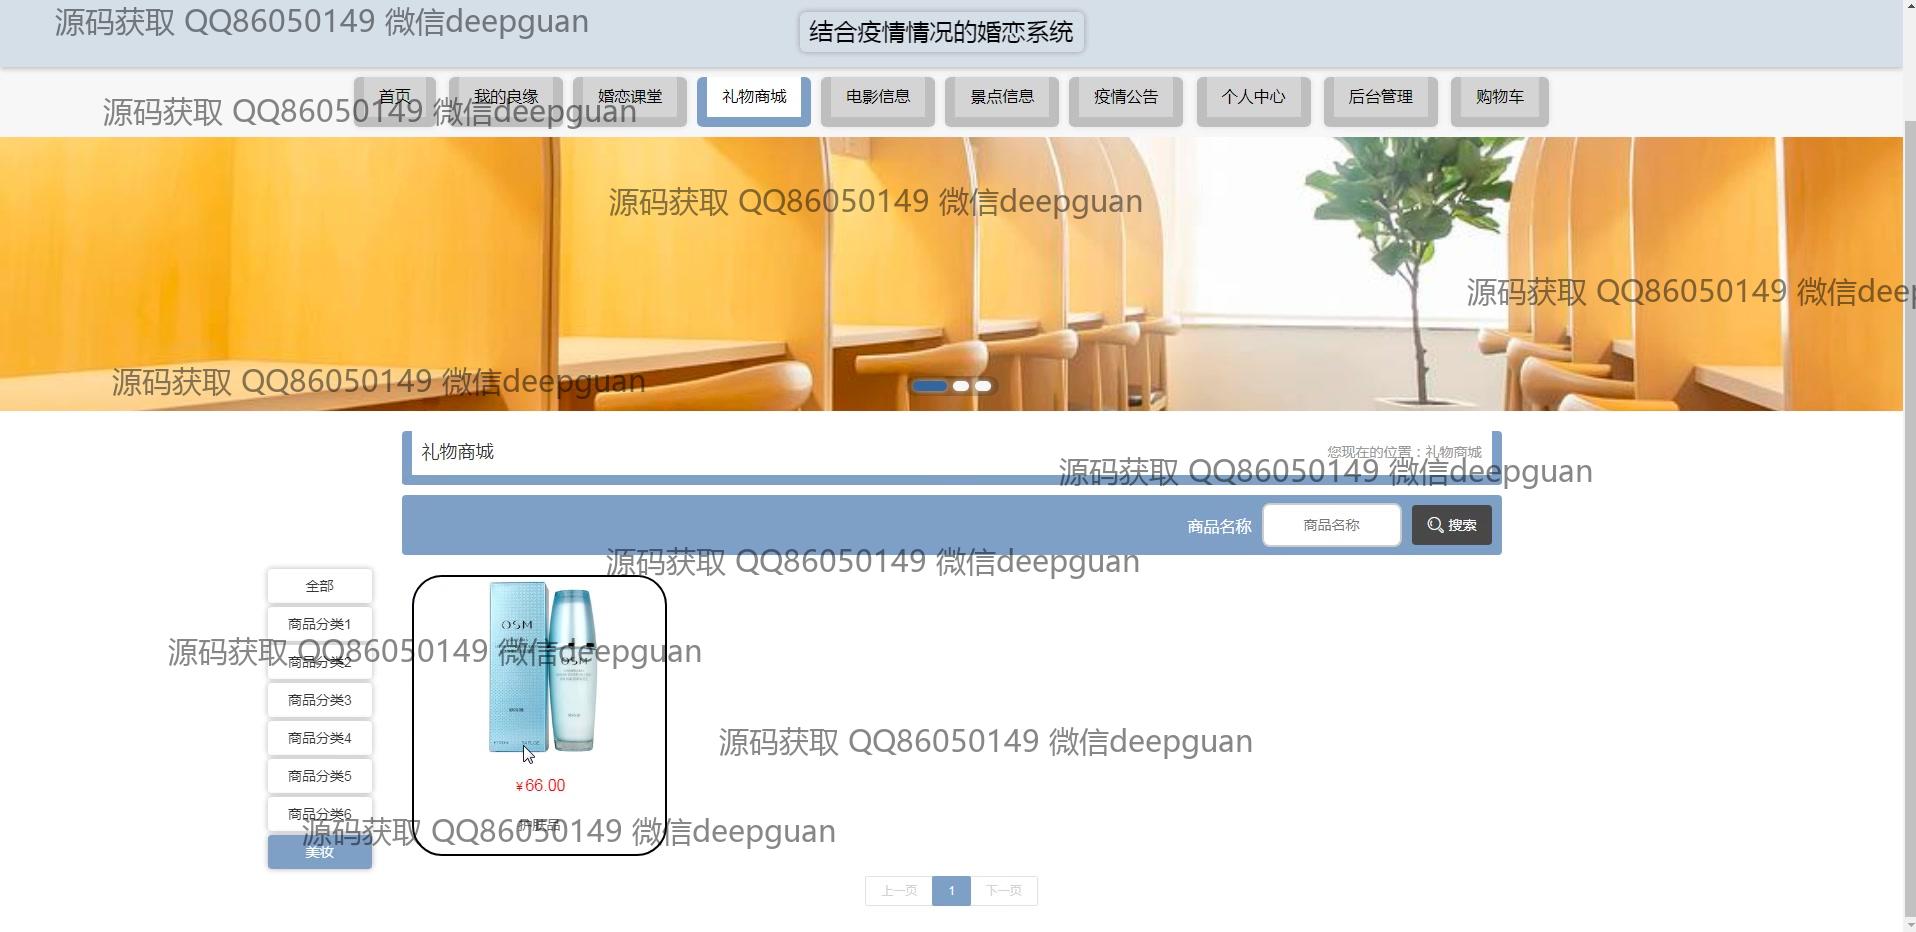 源码获取 QQ86050149 微信deepguan
结合疫情情况的婚恋系统
首页
我的良缘
婚恋课堂
礼物商城
电影信息
景点信息
疫情公告
个人中心
后台管理
购物车
源码获取 QQ86050149 微信deepguan
源码获取 QQ86050149 微信deepguan
源码获取 QQ86050149 微信deep
源码获取 QQ86050149 微信deepguan
礼物商城
您现在的位置：礼物商城
源码获取 QQ86050149 微信deepguan
商品名称
商品名称
搜索
源码获取 QQ86050149 微信deepguan
全部
商品分类1
商品分类2
商品分类3
商品分类4
商品分类5
商品分类6
美妆
OSM
OSM
源码获取 QQ86050149 微信deepguan
源码获取 QQ86050149 微信deepguan
¥66.00
护肤品
源码获取 QQ86050149 微信deepguan
上一页
1
下一页